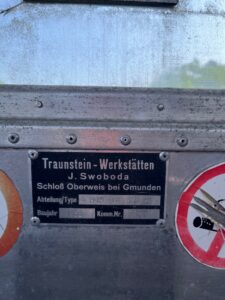 Traunstein-Werkstätten
J. Swoboda
Schloß Oberweis bei Gmunden
Abteilung/Type
Baujahr Komm.Nr.